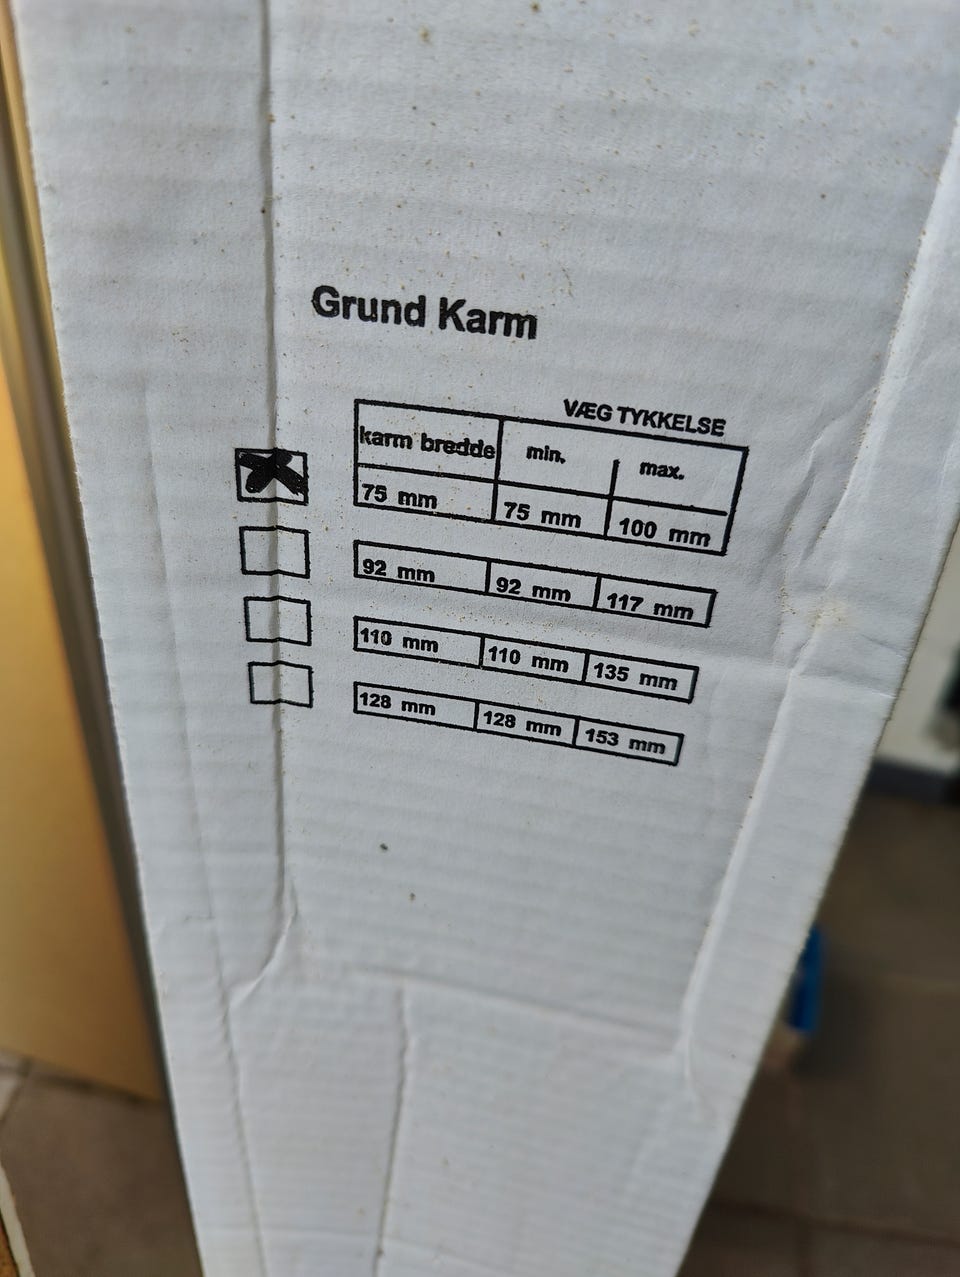 Grund Karm
VÆG TYKKELSE
karm bredde min. max.
75 mm 75 mm 100 mm
92 mm 92 mm 117 mm
110 mm 110 mm 135 mm
128 mm 128 mm 153 mm